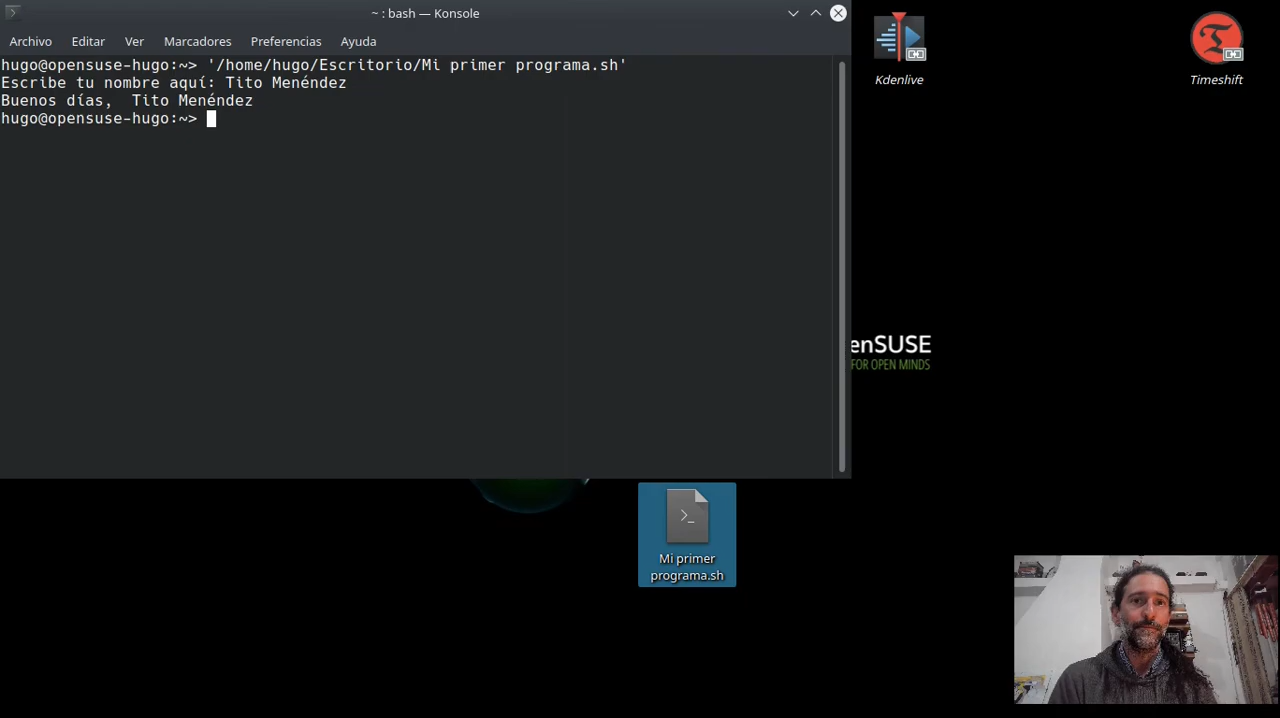 ~ : bash — Konsole
Archivo Editar Ver Marcadores Preferencias Ayuda
hugo@opensuse-hugo:~> '/home/hugo/Escritorio/Mi primer programa.sh'
Escribe tu nombre aquí: Tito Menéndez
Buenos días,  Tito Menéndez
hugo@opensuse-hugo:~>
Kdenlive
Timeshift
enSUSE
FOR OPEN MINDS
Mi primer
programa.sh